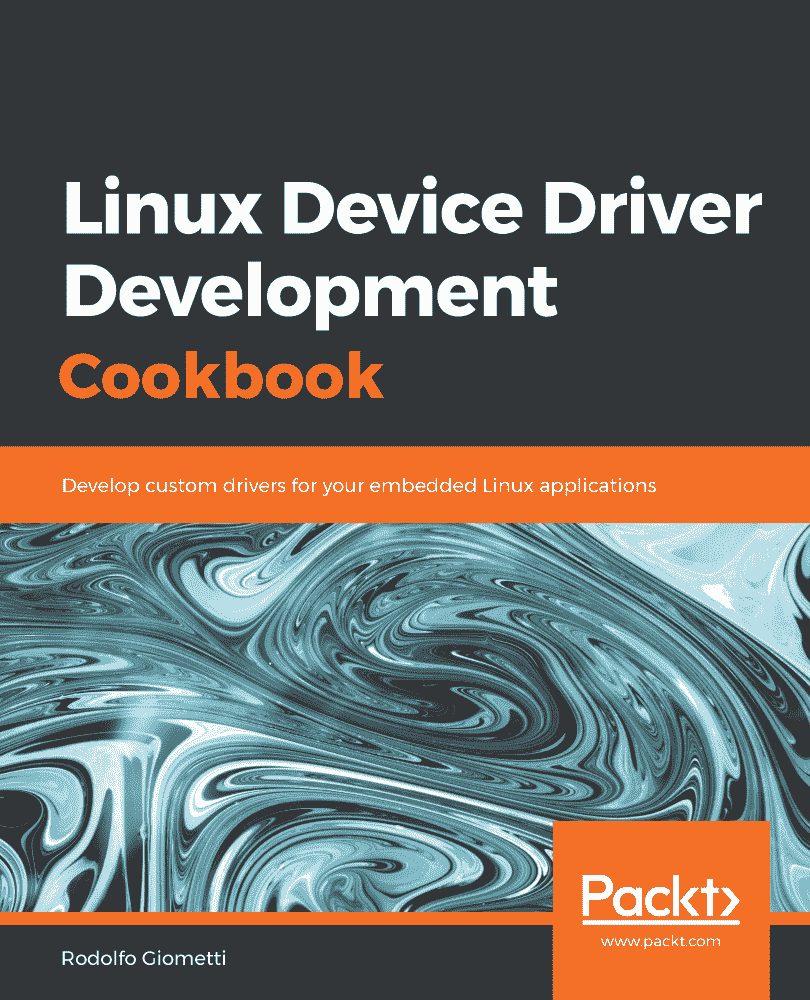 Linux Device Driver
Development
Cookbook
Develop custom drivers for your embedded Linux applications
Packt>
www.packt.com
Rodolfo Giometti